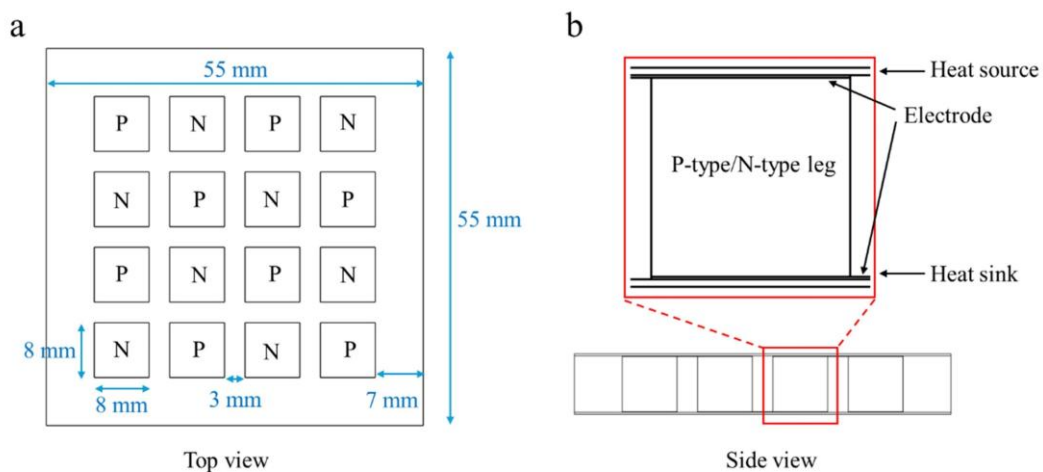 a
55 mm
P N P N
N P N P
55 mm
P N P N
N P N P
8 mm
8 mm
3 mm
7 mm
Top view
b
Heat source
Electrode
P-type/N-type leg
Heat sink
Side view